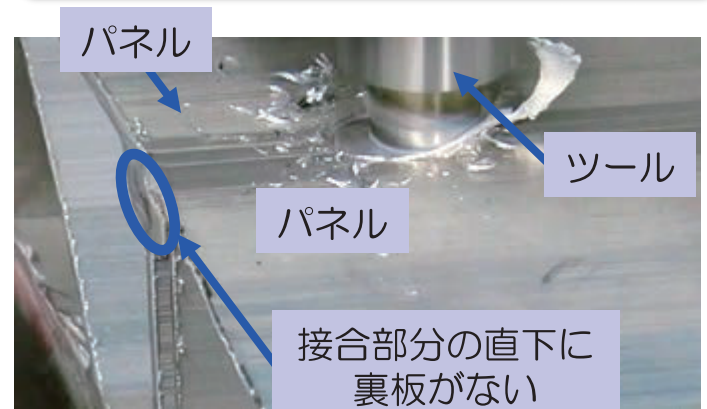 パネル
ツール
パネル
接合部分の直下に
裏板がない